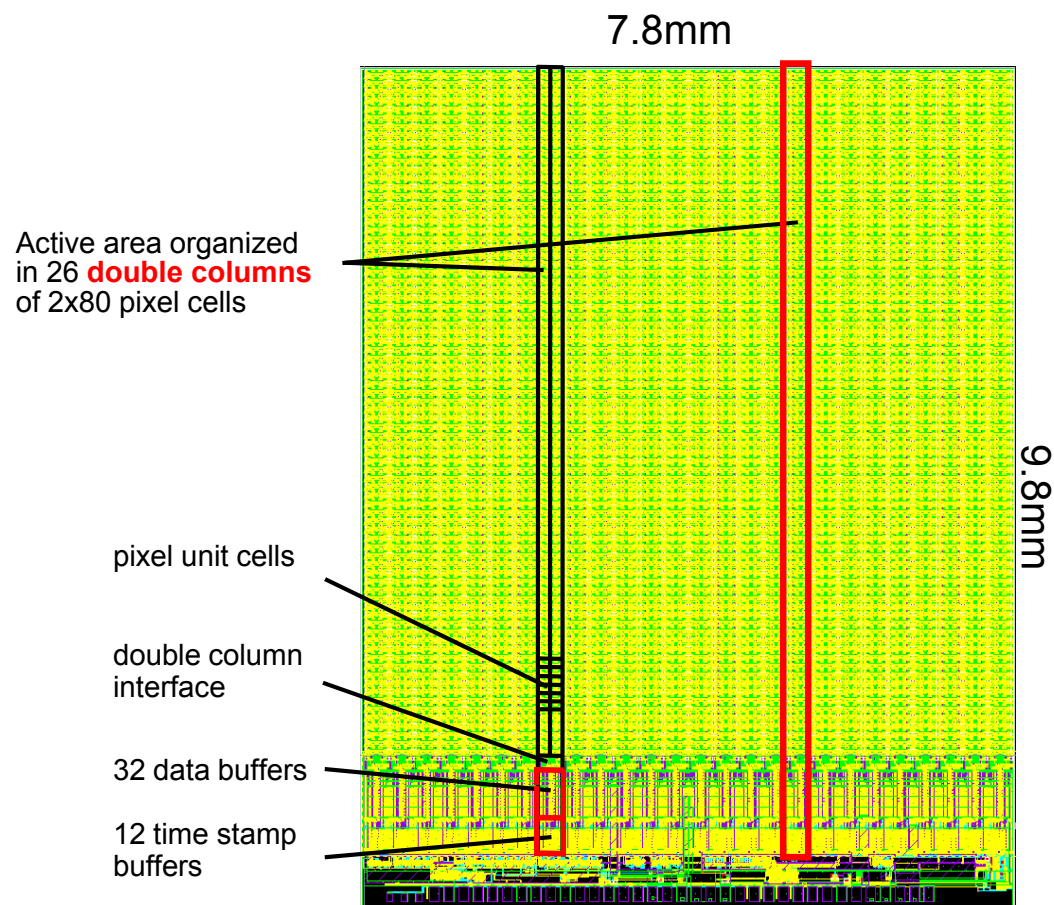 7.8mm
Active area organized
in 26 double columns
of 2x80 pixel cells
9.8mm
pixel unit cells
double column
interface
32 data buffers
12 time stamp
buffers